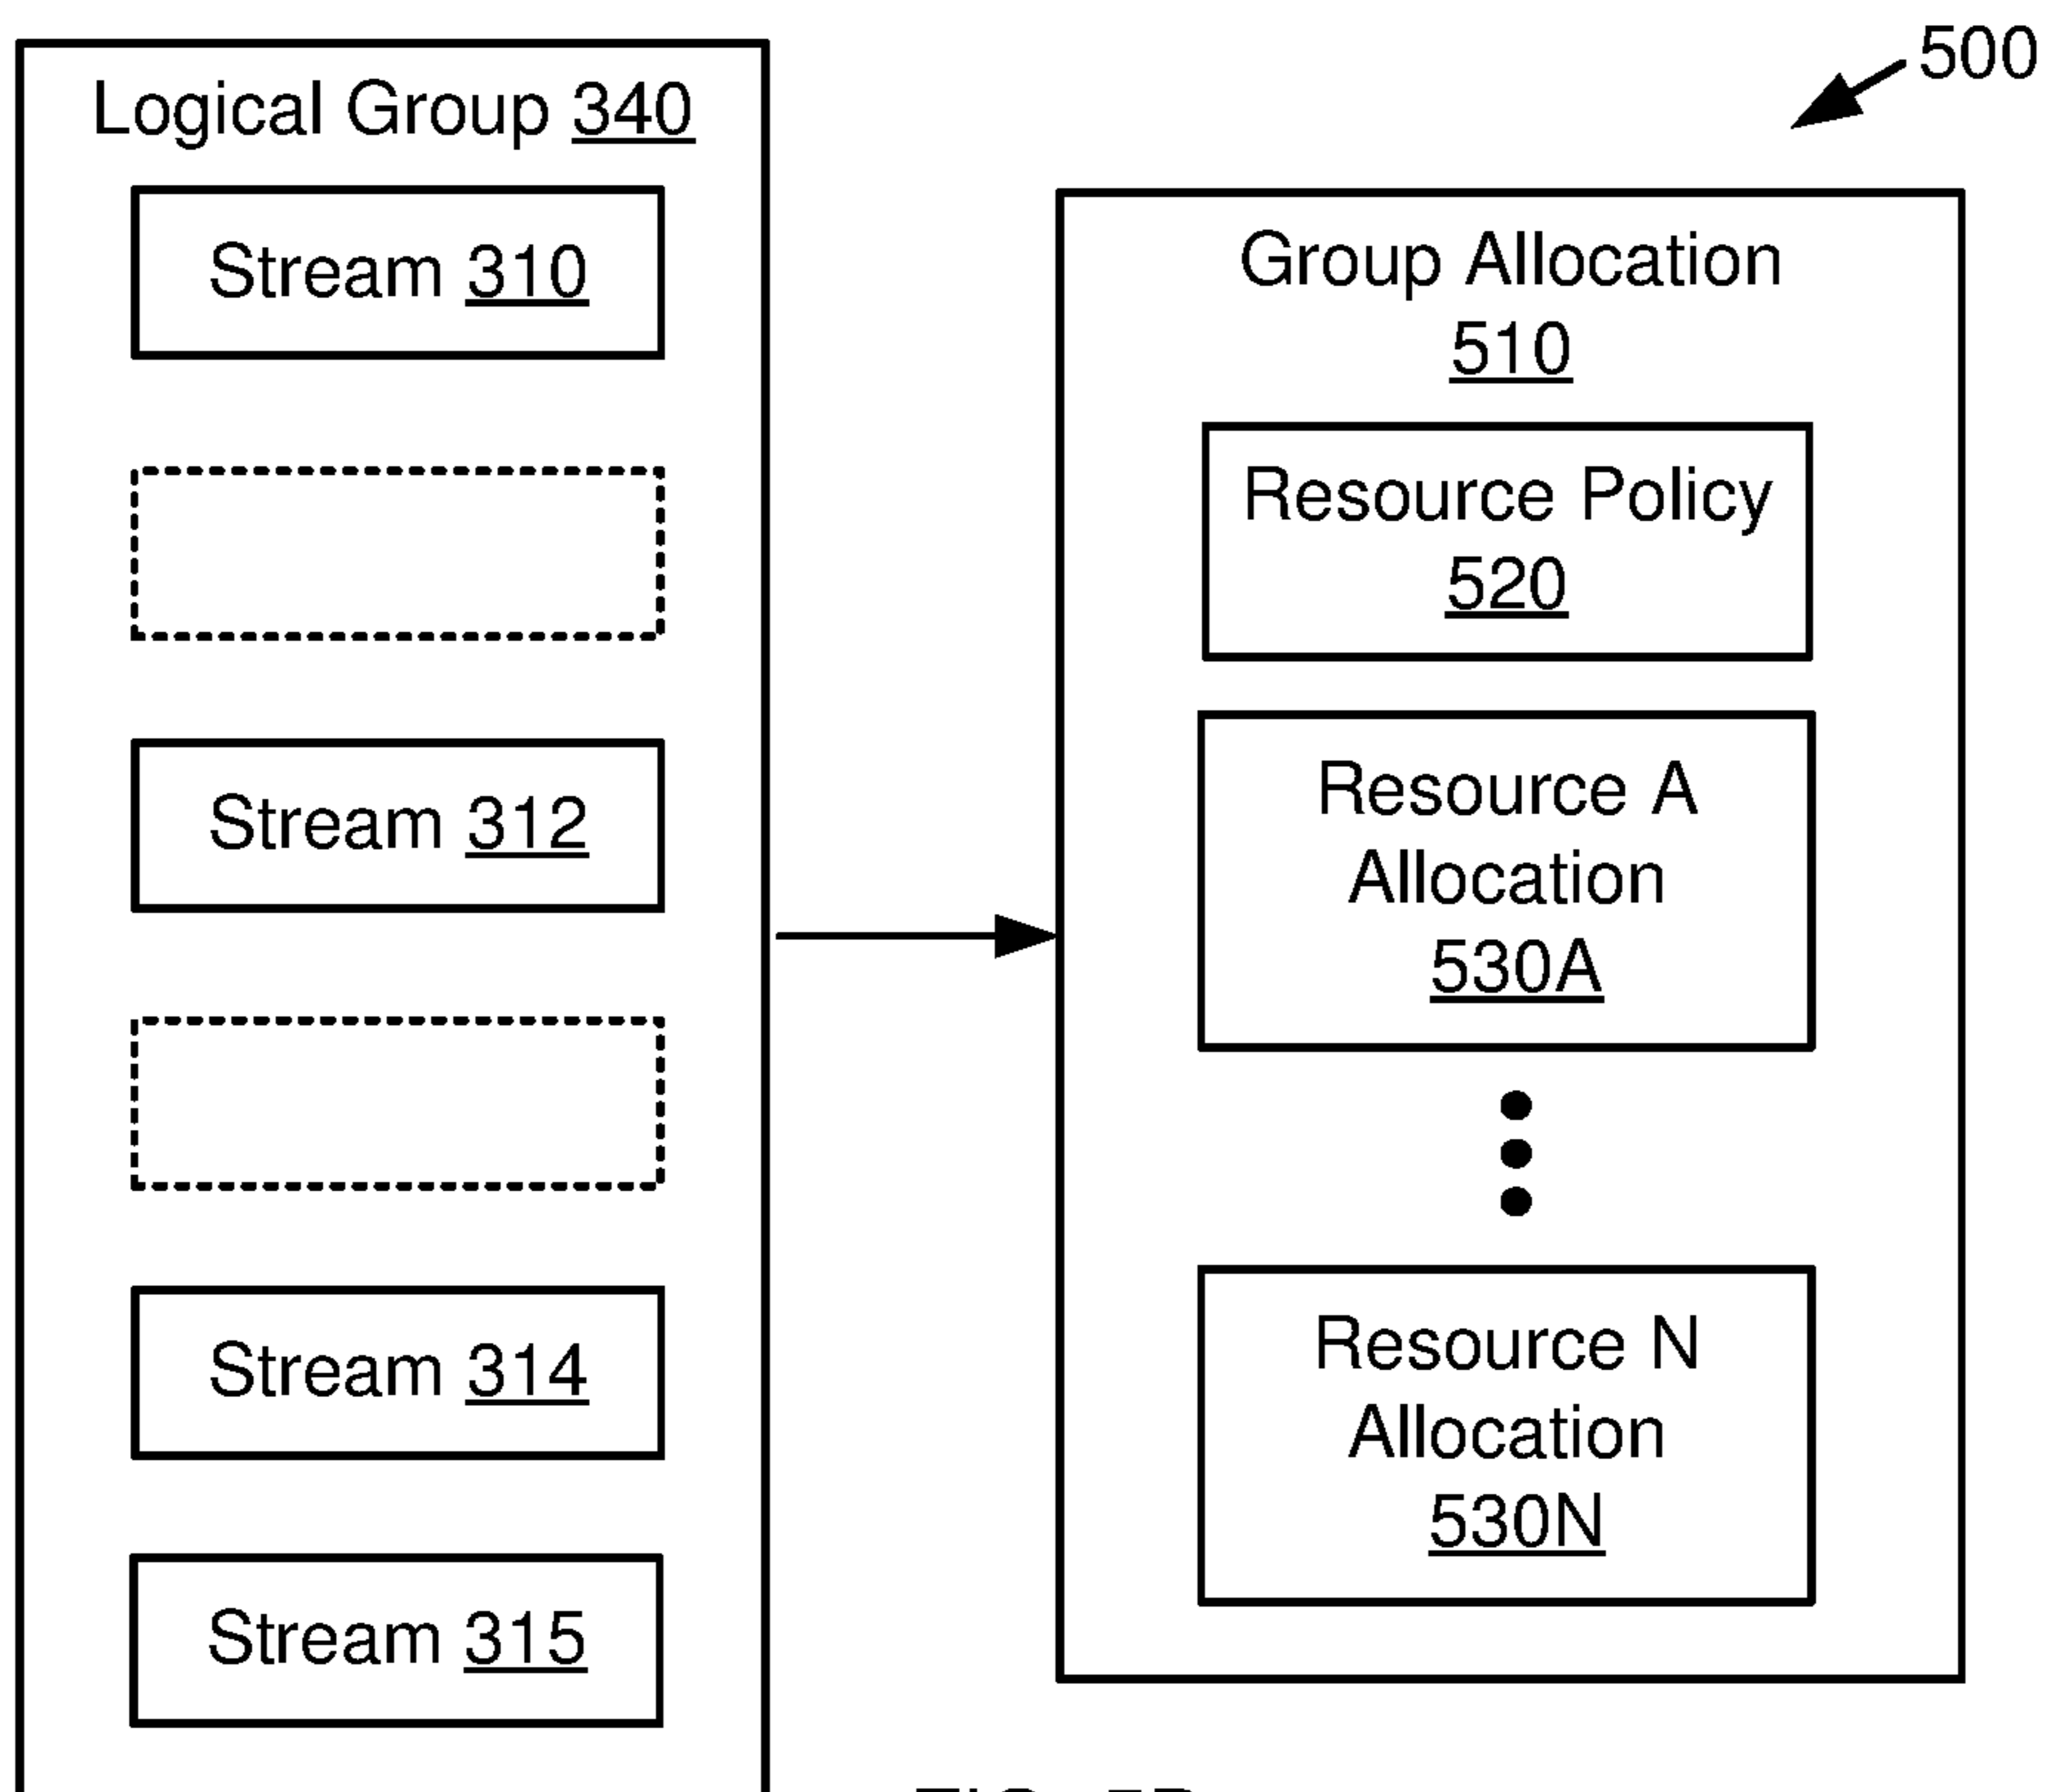 500
Logical Group 340
Stream 310
Stream 312
Stream 314
Stream 315
Group Allocation
510
Resource Policy
520
Resource A
Allocation
530A
Resource N
Allocation
530N